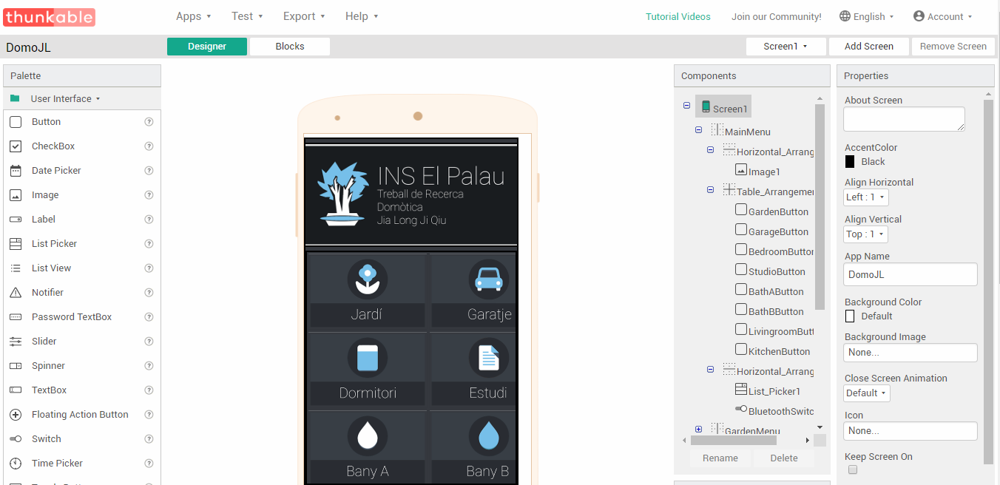 thunkable
Apps Test Export Help Tutorial Videos Join our Community! English Account
DomoJL Designer Blocks Screen1 Add Screen Remove Screen
Palette
User Interface
Button
CheckBox
Date Picker
Image
Label
List Picker
List View
Notifier
Password TextBox
Slider
Spinner
TextBox
Floating Action Button
Switch
Time Picker
INS El Palau
Treball de Recerca
Domòtica
Jia Long Ji Qiu
Jardí Garatje
Dormitori Estudi
Bany A Bany B
Components
Screen1
MainMenu
Horizontal_Arrang
Image1
Table_Arrangemer
GardenButton
GarageButton
BedroomButton
StudioButton
BathAButton
BathBButton
LivingroomButt
KitchenButton
Horizontal_Arrang
List_Picker1
BluetoothSwitc
GardenMenu
Rename Delete
Properties
About Screen
AccentColor
Black
Align Horizontal
Left : 1
Align Vertical
Top : 1
App Name
DomoJL
Background Color
Default
Background Image
None...
Close Screen Animation
Default
Icon
None...
Keep Screen On